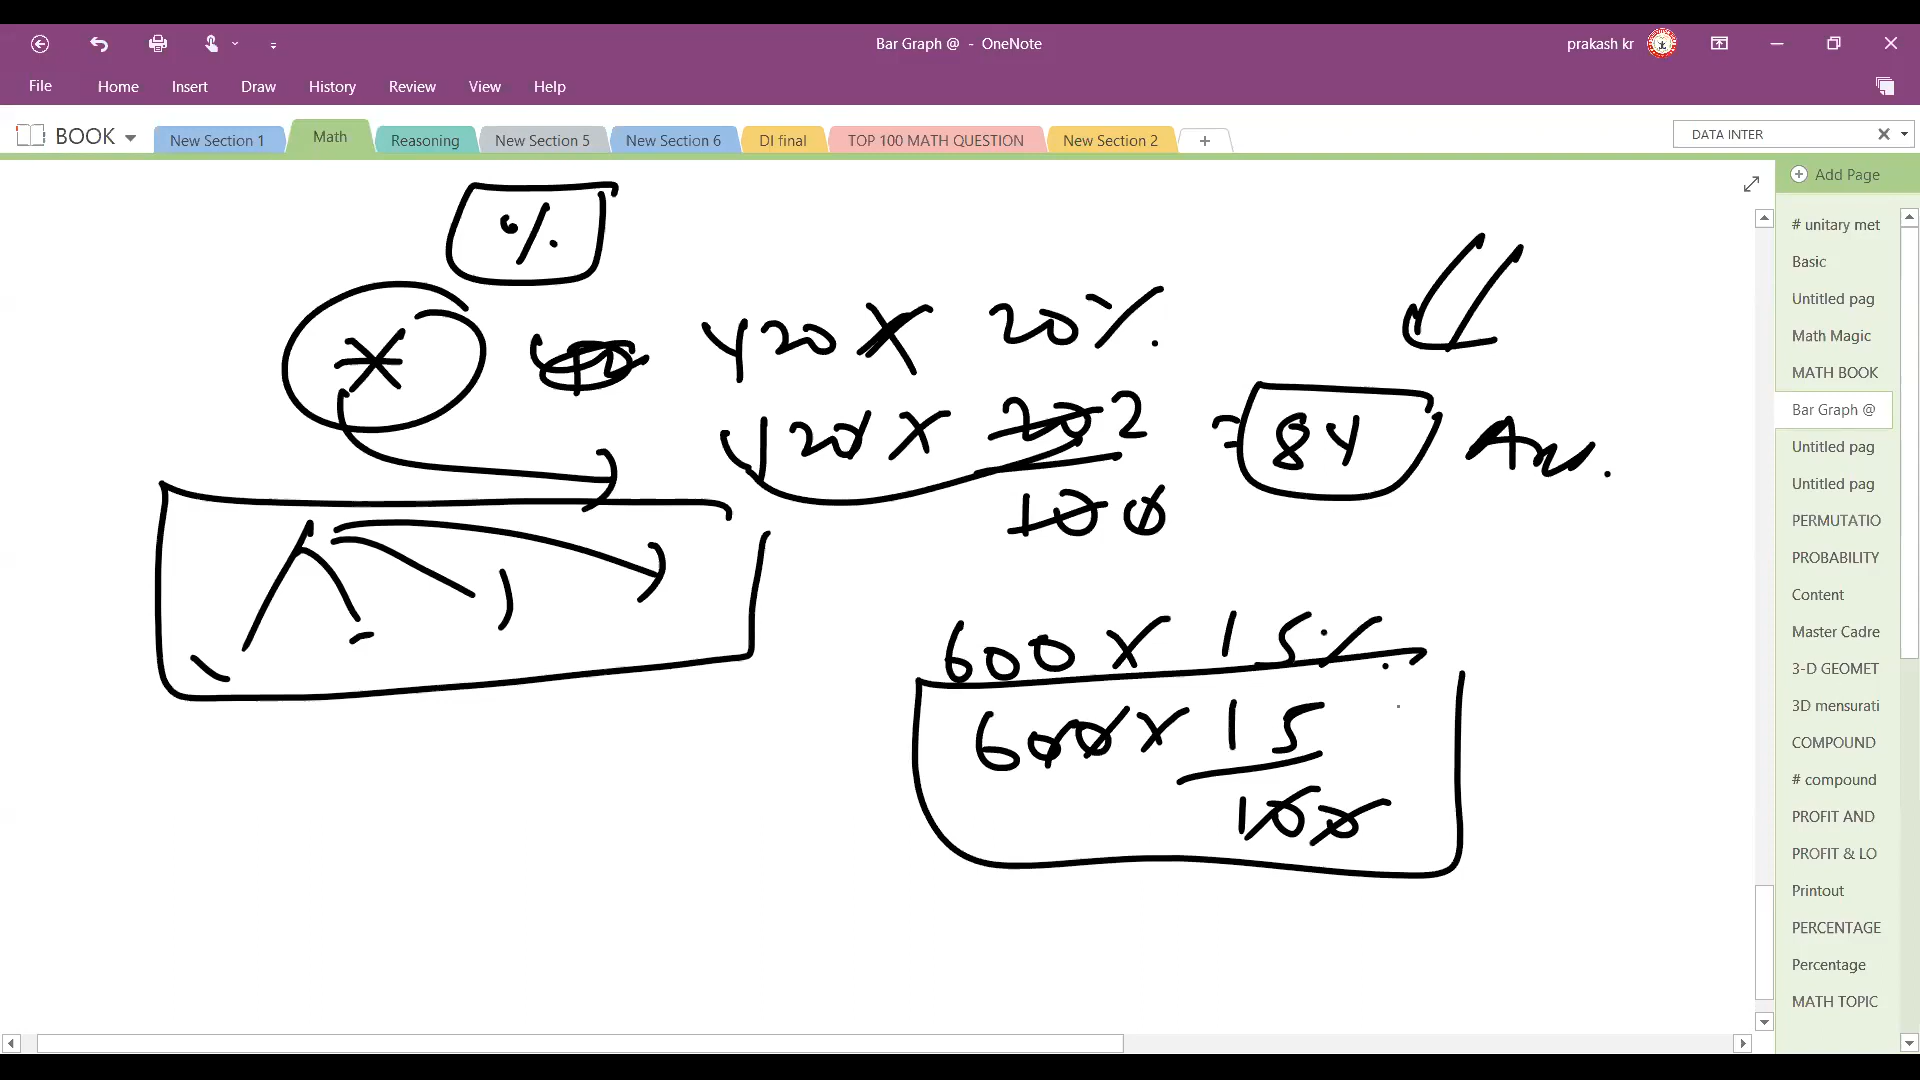 Bar Graph @ - OneNote
prakash kr
File Home Insert Draw History Review View Help
BOOK New Section 1 Math Reasoning New Section 5 New Section 6 DI final TOP 100 MATH QUESTION New Section 2 +
DATA INTER
Add Page
# unitary met
Basic
Untitled pag
Math Magic
MATH BOOK
Bar Graph @
Untitled pag
Untitled pag
PERMUTATIO
PROBABILITY
Content
Master Cadre
3-D GEOMET
3D mensurati
COMPOUND
# compound
PROFIT AND
PROFIT & LO
Printout
PERCENTAGE
Percentage
MATH TOPIC
%
420 X 20%
420 X 20 2 = 84 Ans.
100
600 X 15%
600 X 15
100